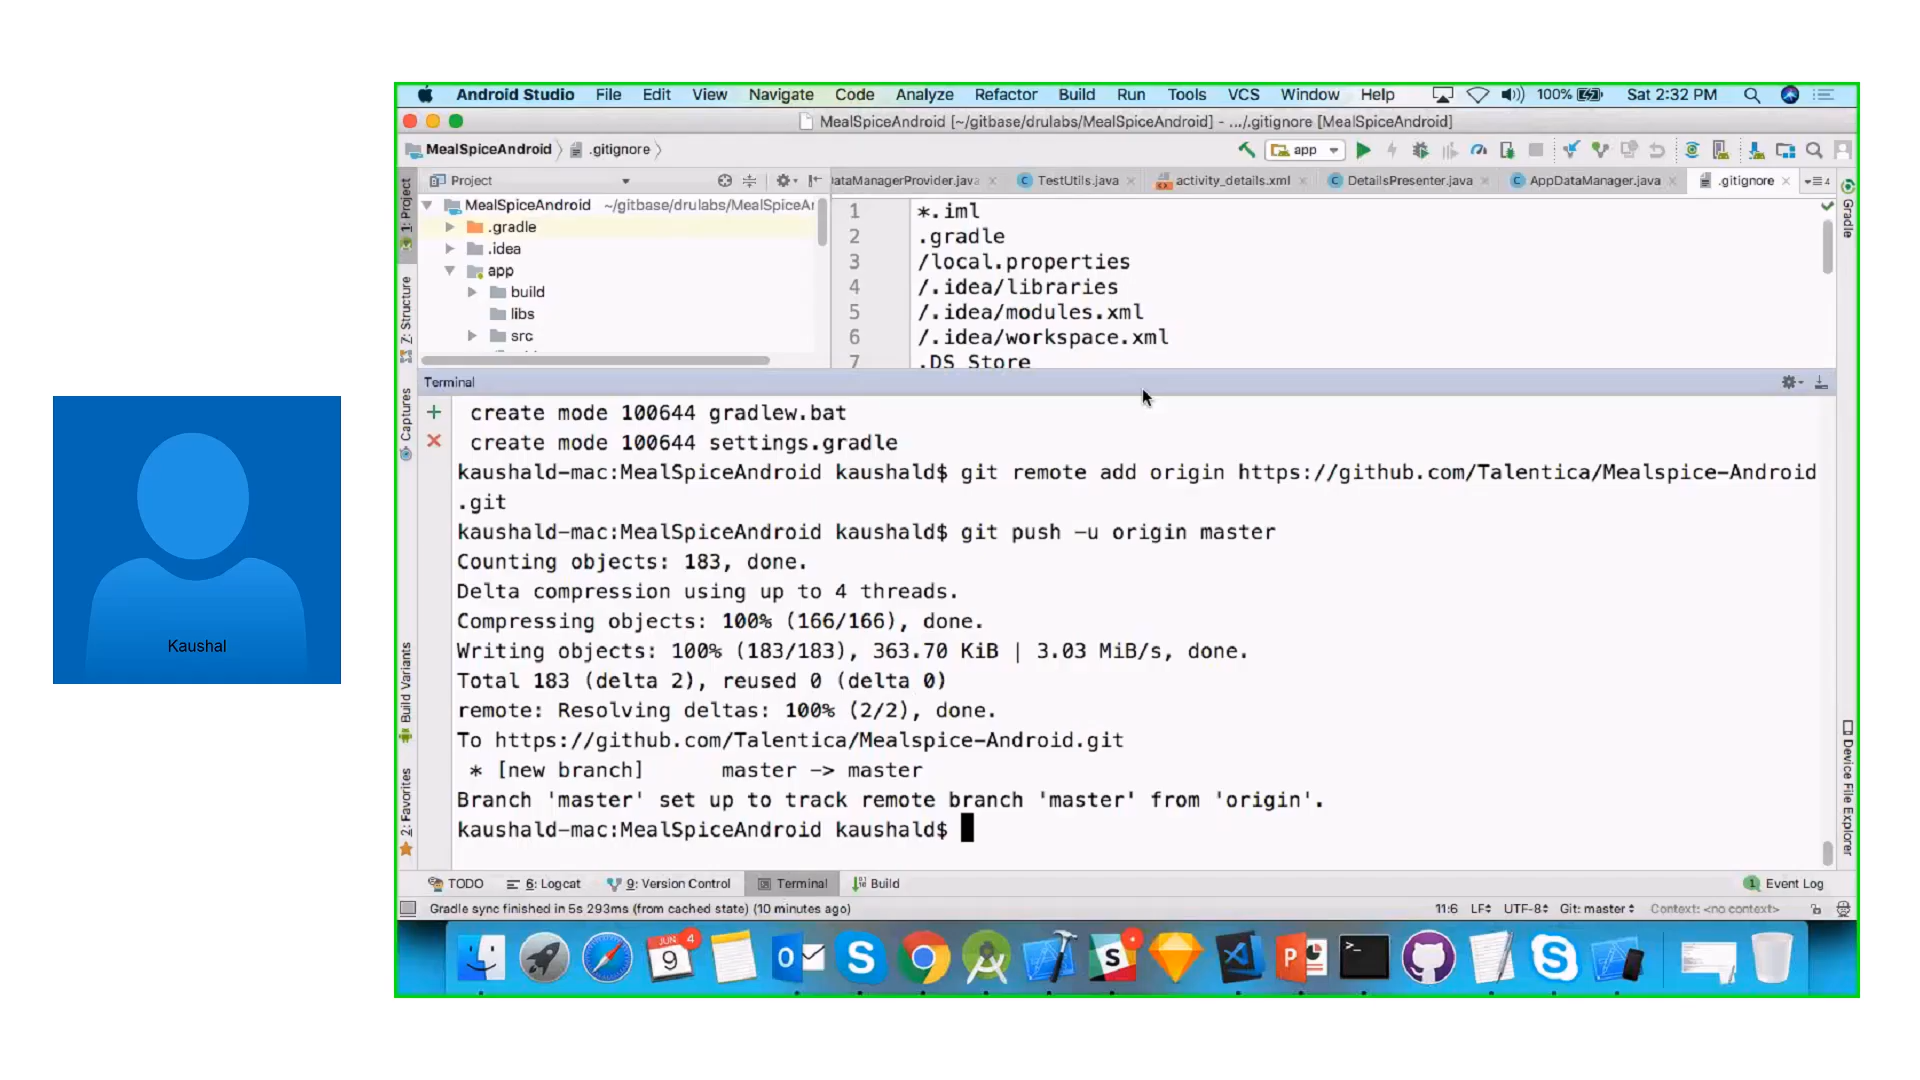 Android Studio File Edit View Navigate Code Analyze Refactor Build Run Tools VCS Window Help 100% Sat 2:32 PM
MealSpiceAndroid [~/gitbase/drulabs/MealSpiceAndroid] - .../.gitignore [MealSpiceAndroid]
MealSpiceAndroid .gitignore app
Project
ataManagerProvider.java TestUtils.java activity_details.xml DetailsPresenter.java AppDataManager.java .gitignore
MealSpiceAndroid ~/gitbase/drulabs/MealSpiceA
.gradle
.idea
app
build
libs
src
1 *.iml
2 .gradle
3 /local.properties
4 /.idea/libraries
5 /.idea/modules.xml
6 /.idea/workspace.xml
7 .DS_Store
1: Project
7: Structure
Captures
Build Variants
2: Favorites
Gradle
Device File Explorer
Terminal
create mode 100644 gradlew.bat
create mode 100644 settings.gradle
kaushald-mac:MealSpiceAndroid kaushald$ git remote add origin https://github.com/Talentica/Mealspice-Android
.git
kaushald-mac:MealSpiceAndroid kaushald$ git push -u origin master
Counting objects: 183, done.
Delta compression using up to 4 threads.
Compressing objects: 100% (166/166), done.
Writing objects: 100% (183/183), 363.70 KiB | 3.03 MiB/s, done.
Total 183 (delta 2), reused 0 (delta 0)
remote: Resolving deltas: 100% (2/2), done.
To https://github.com/Talentica/Mealspice-Android.git
* [new branch] master -> master
Branch 'master' set up to track remote branch 'master' from 'origin'.
kaushald-mac:MealSpiceAndroid kaushald$
TODO 6: Logcat 9: Version Control Terminal Build 1 Event Log
Gradle sync finished in 5s 293ms (from cached state) (10 minutes ago) 11:6 LF UTF-8 Git: master Context: <no context>
JUN 4
9
Kaushal